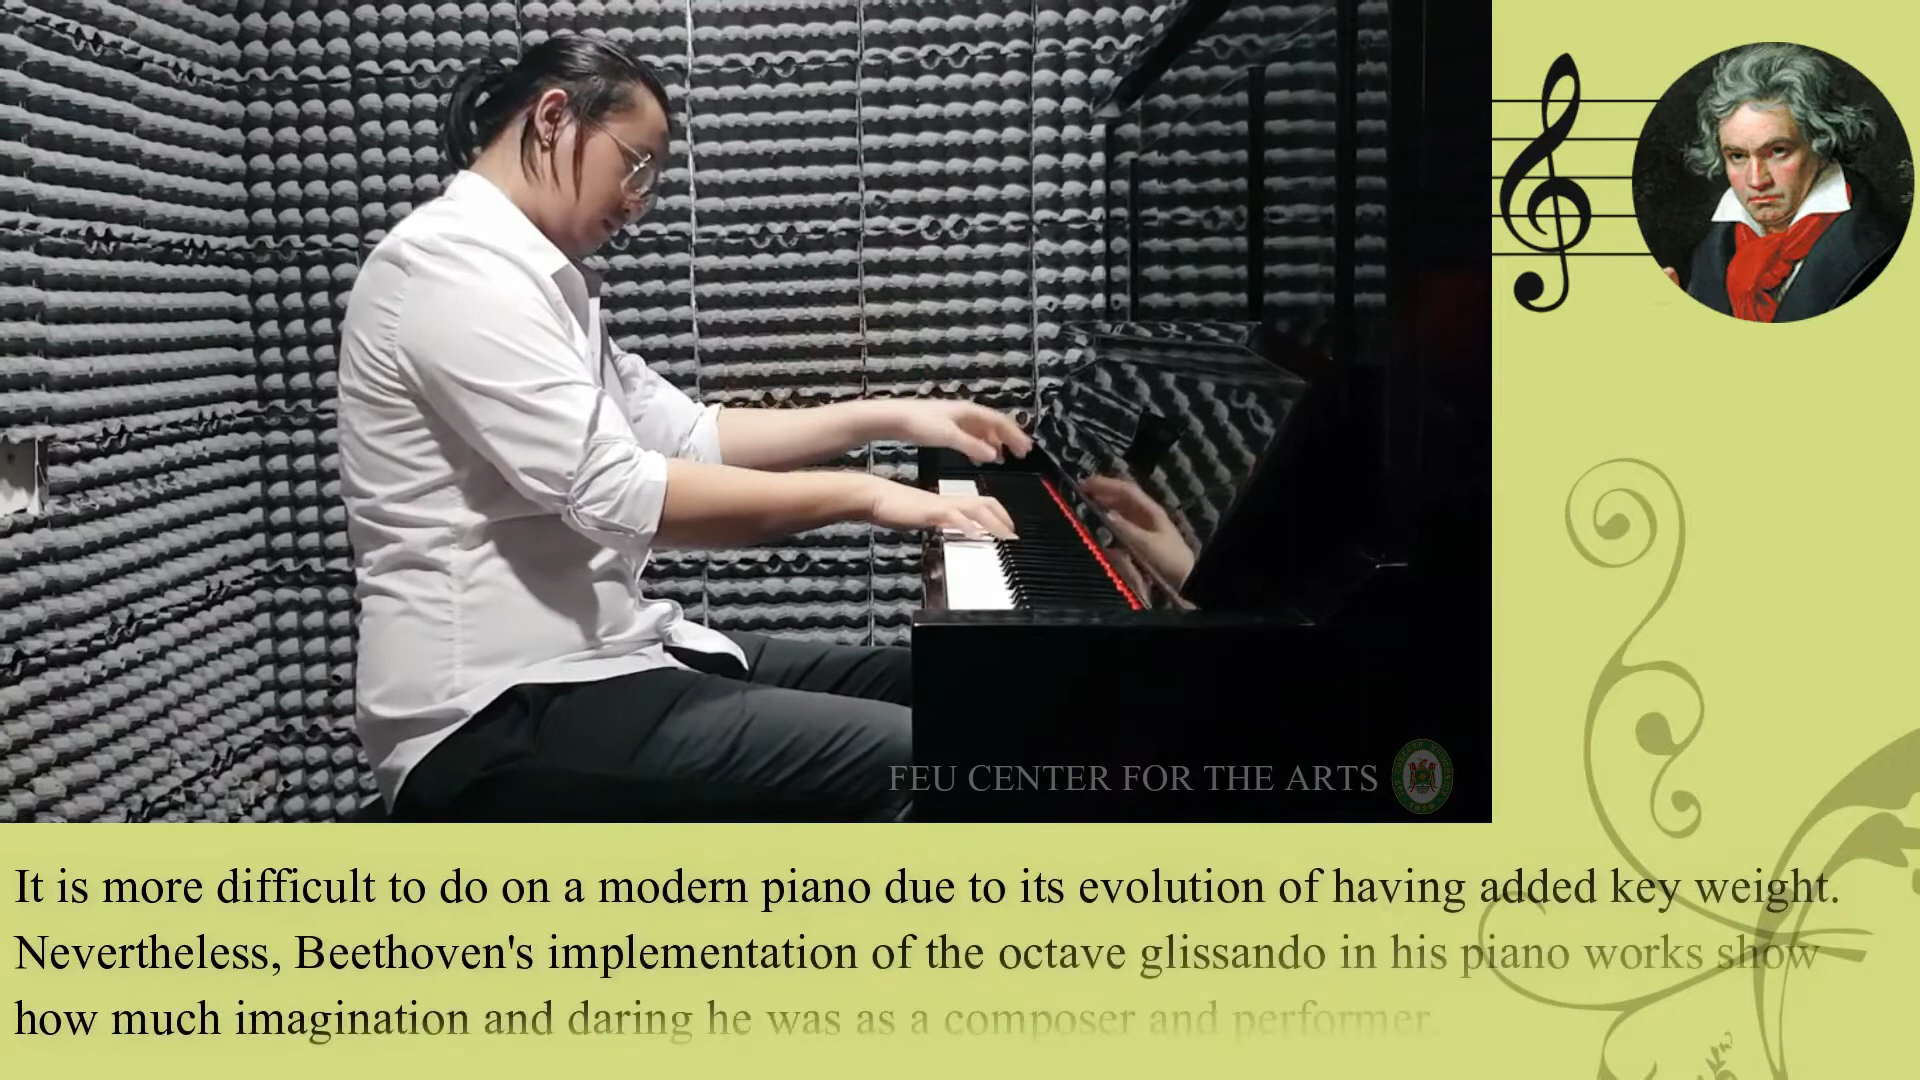 FEU CENTER FOR THE ARTS
It is more difficult to do on a modern piano due to its evolution of having added key weight.
Nevertheless, Beethoven's implementation of the octave glissando in his piano works show
how much imagination and daring he was as a composer and performer.